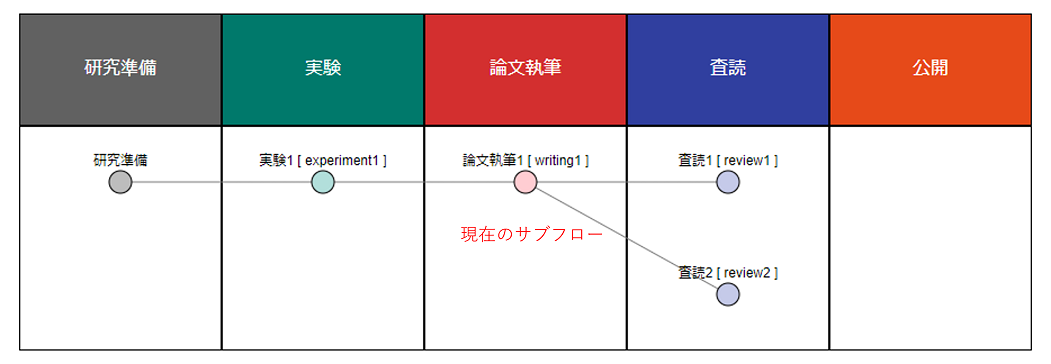 研究準備
実験
論文執筆
査読
公開
研究準備
実験1 [ experiment1 ]
論文執筆1 [ writing1 ]
査読1 [ review1 ]
現在のサブフロー
査読2 [ review2 ]